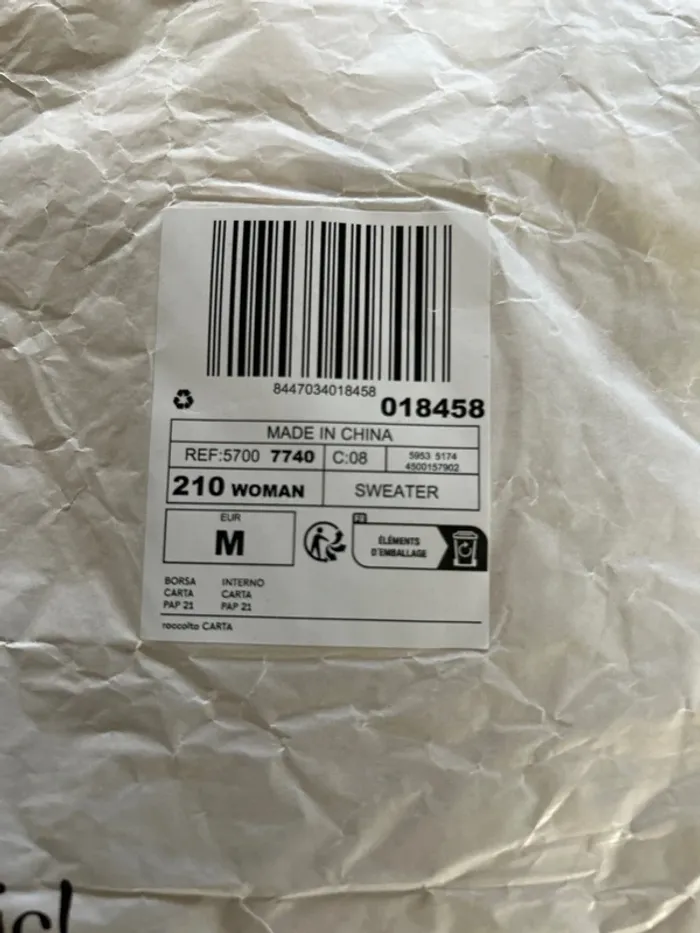 8447034018458
018458
MADE IN CHINA
REF:5700 7740 C:08 5953 5174
4500157902
210 WOMAN SWEATER
EUR
M
FR
ÉLÉMENTS
D'EMBALLAGE
BORSA INTERNO
CARTA CARTA
PAP 21 PAP 21
raccolta CARTA